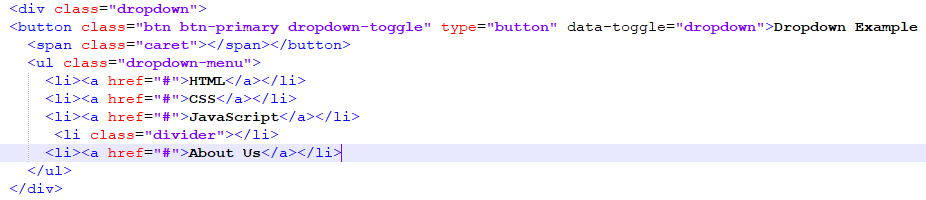 <div class="dropdown">
<button class="btn btn-primary dropdown-toggle" type="button" data-toggle="dropdown">Dropdown Example
  <span class="caret"></span></button>
  <ul class="dropdown-menu">
    <li><a href="#">HTML</a></li>
    <li><a href="#">CSS</a></li>
    <li><a href="#">JavaScript</a></li>
     <li class="divider"></li>
    <li><a href="#">About Us</a></li>
  </ul>
</div>